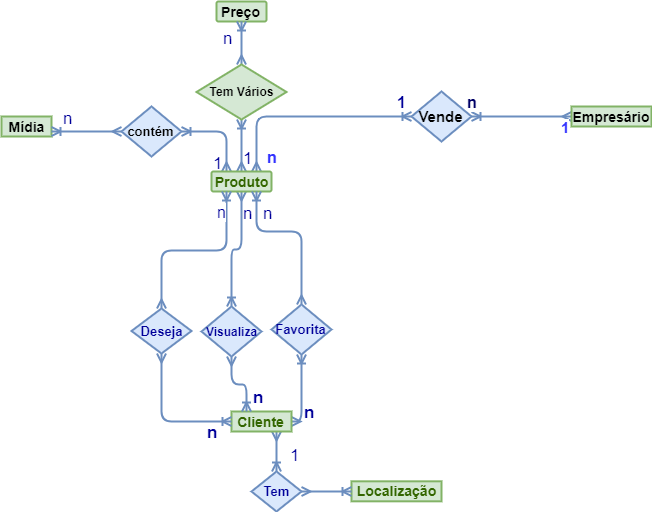 Preço
n
Tem Vários
1
n
Vende
Empresário
1
n
Mídia
contém
1
1
n
Produto
n
n
n
Deseja
Visualiza
Favorita
n
n
n
Cliente
1
Tem
Localização